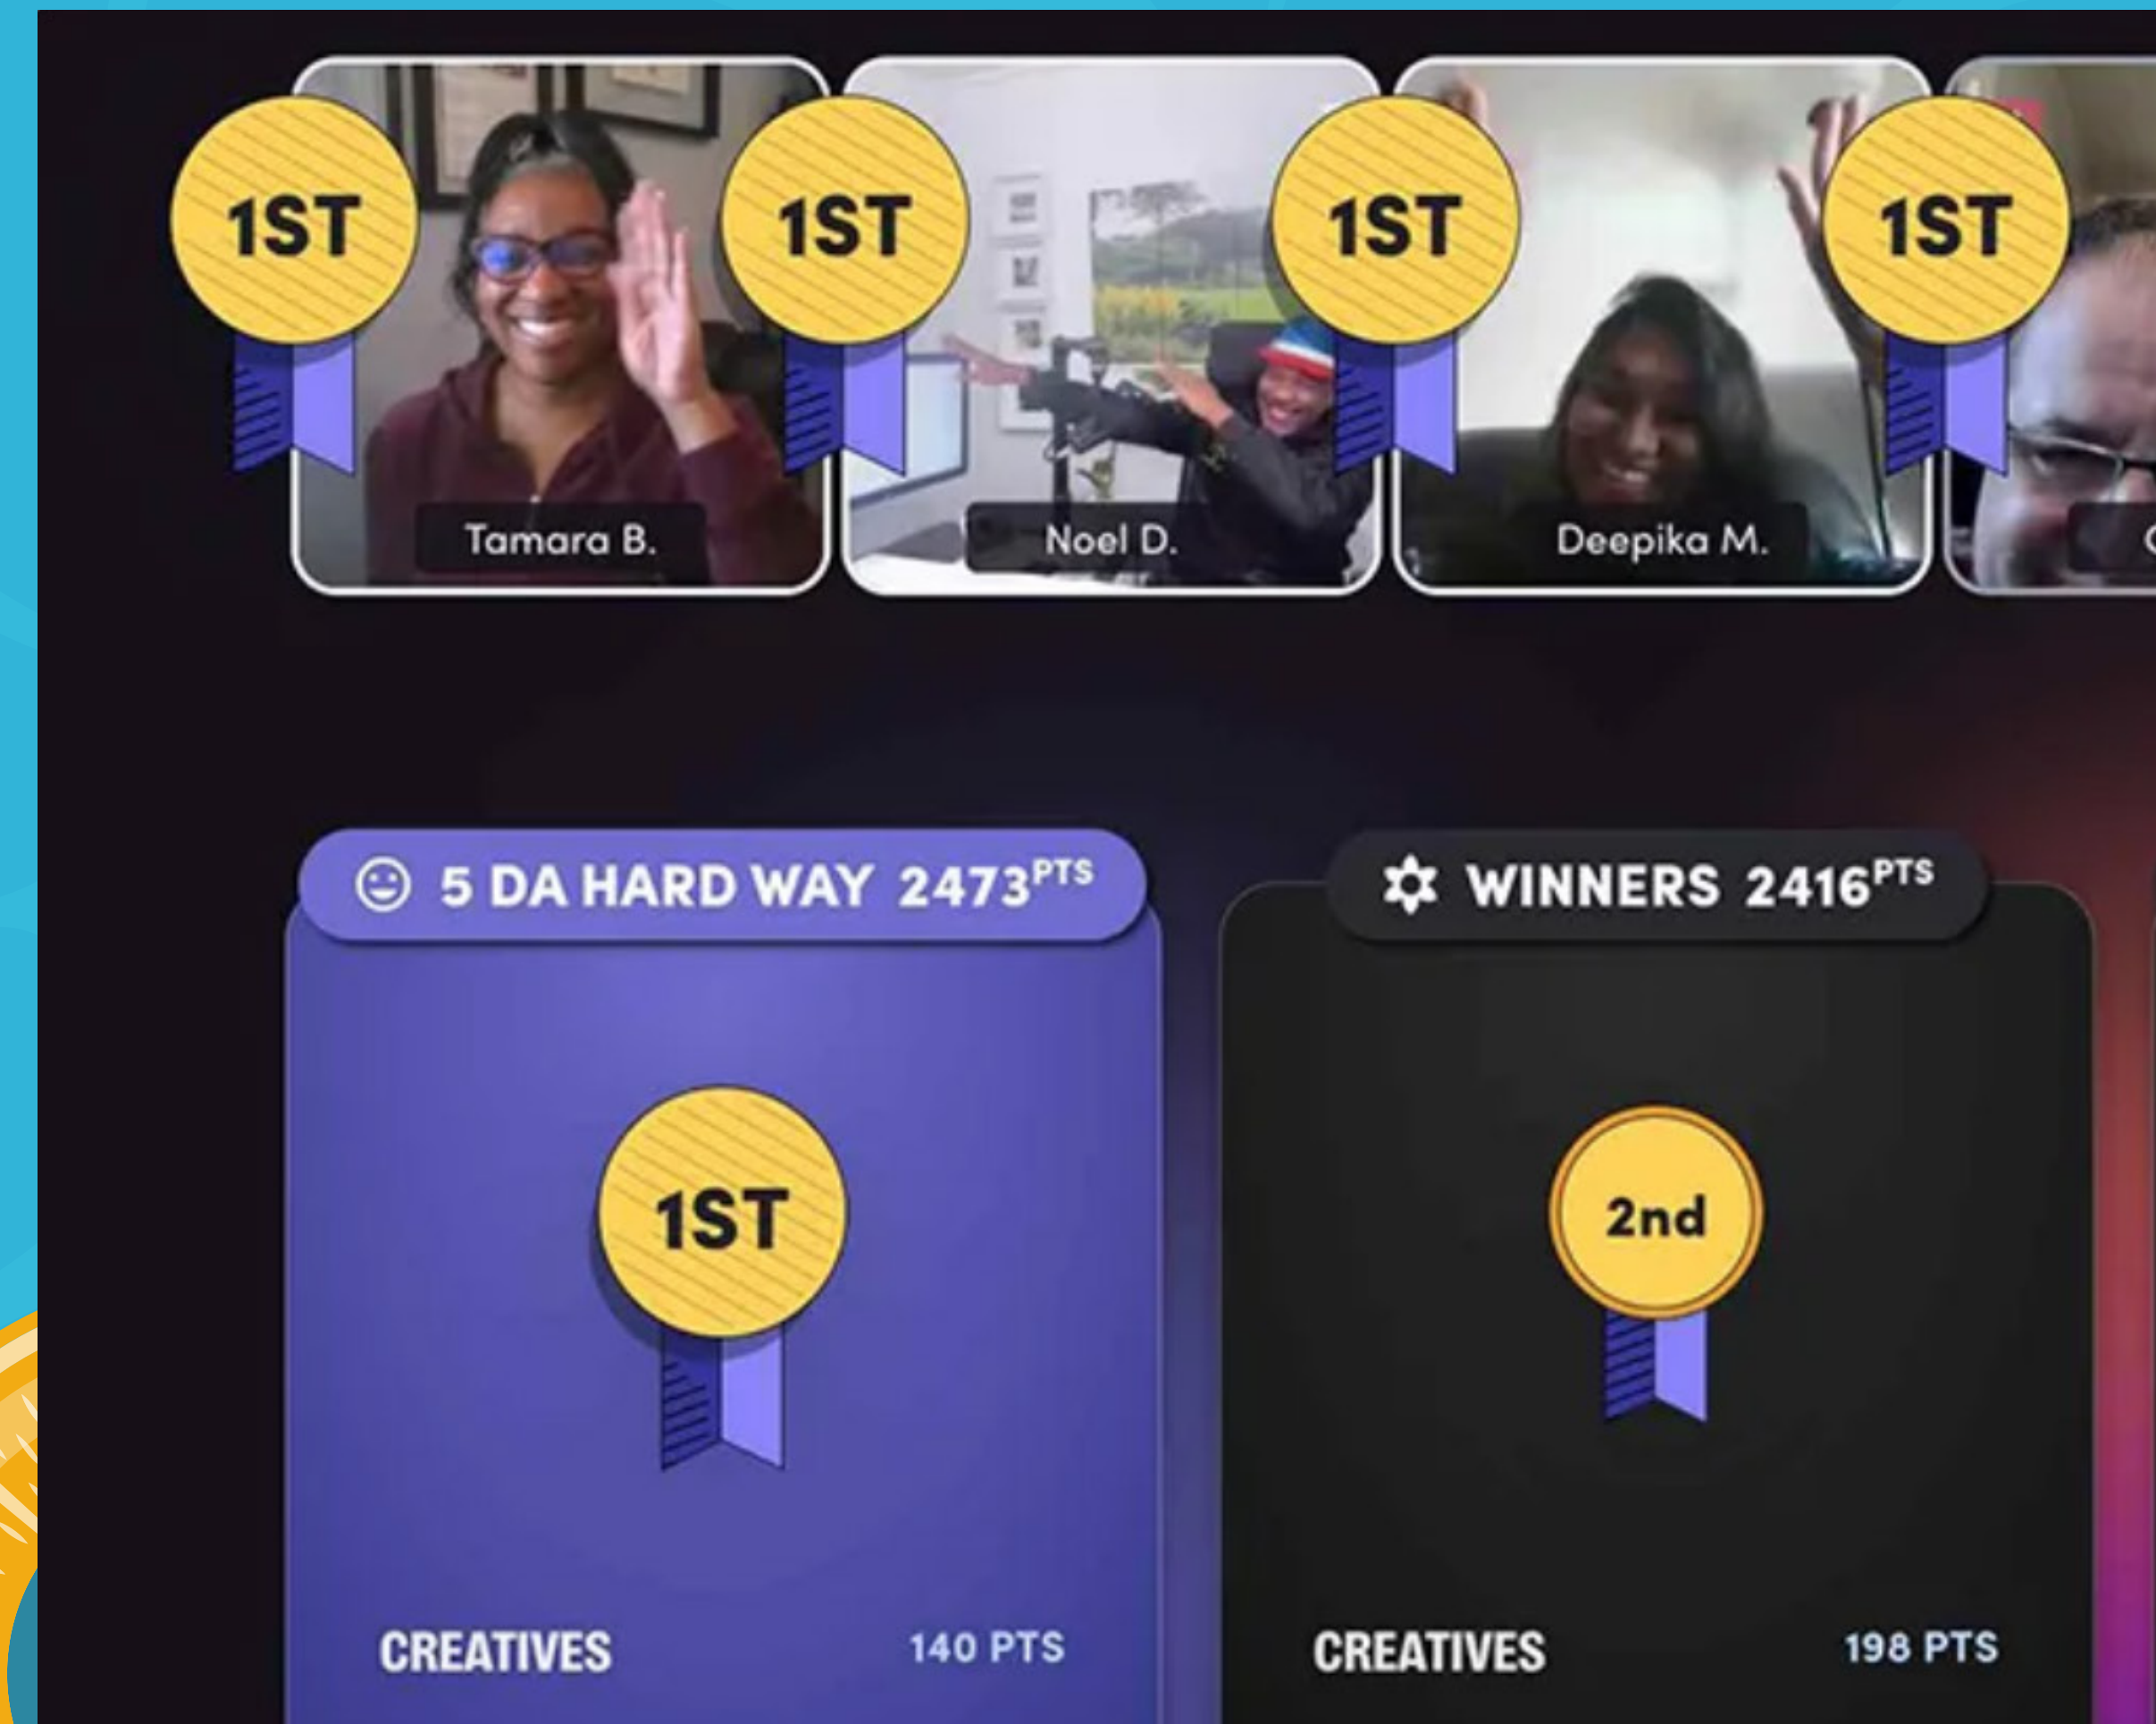 1ST
1ST
1ST
1ST
Tamara B.
Noel D.
Deepika M.
5 DA HARD WAY 2473PTS
WINNERS 2416PTS
1ST
2nd
CREATIVES 140 PTS
CREATIVES 198 PTS